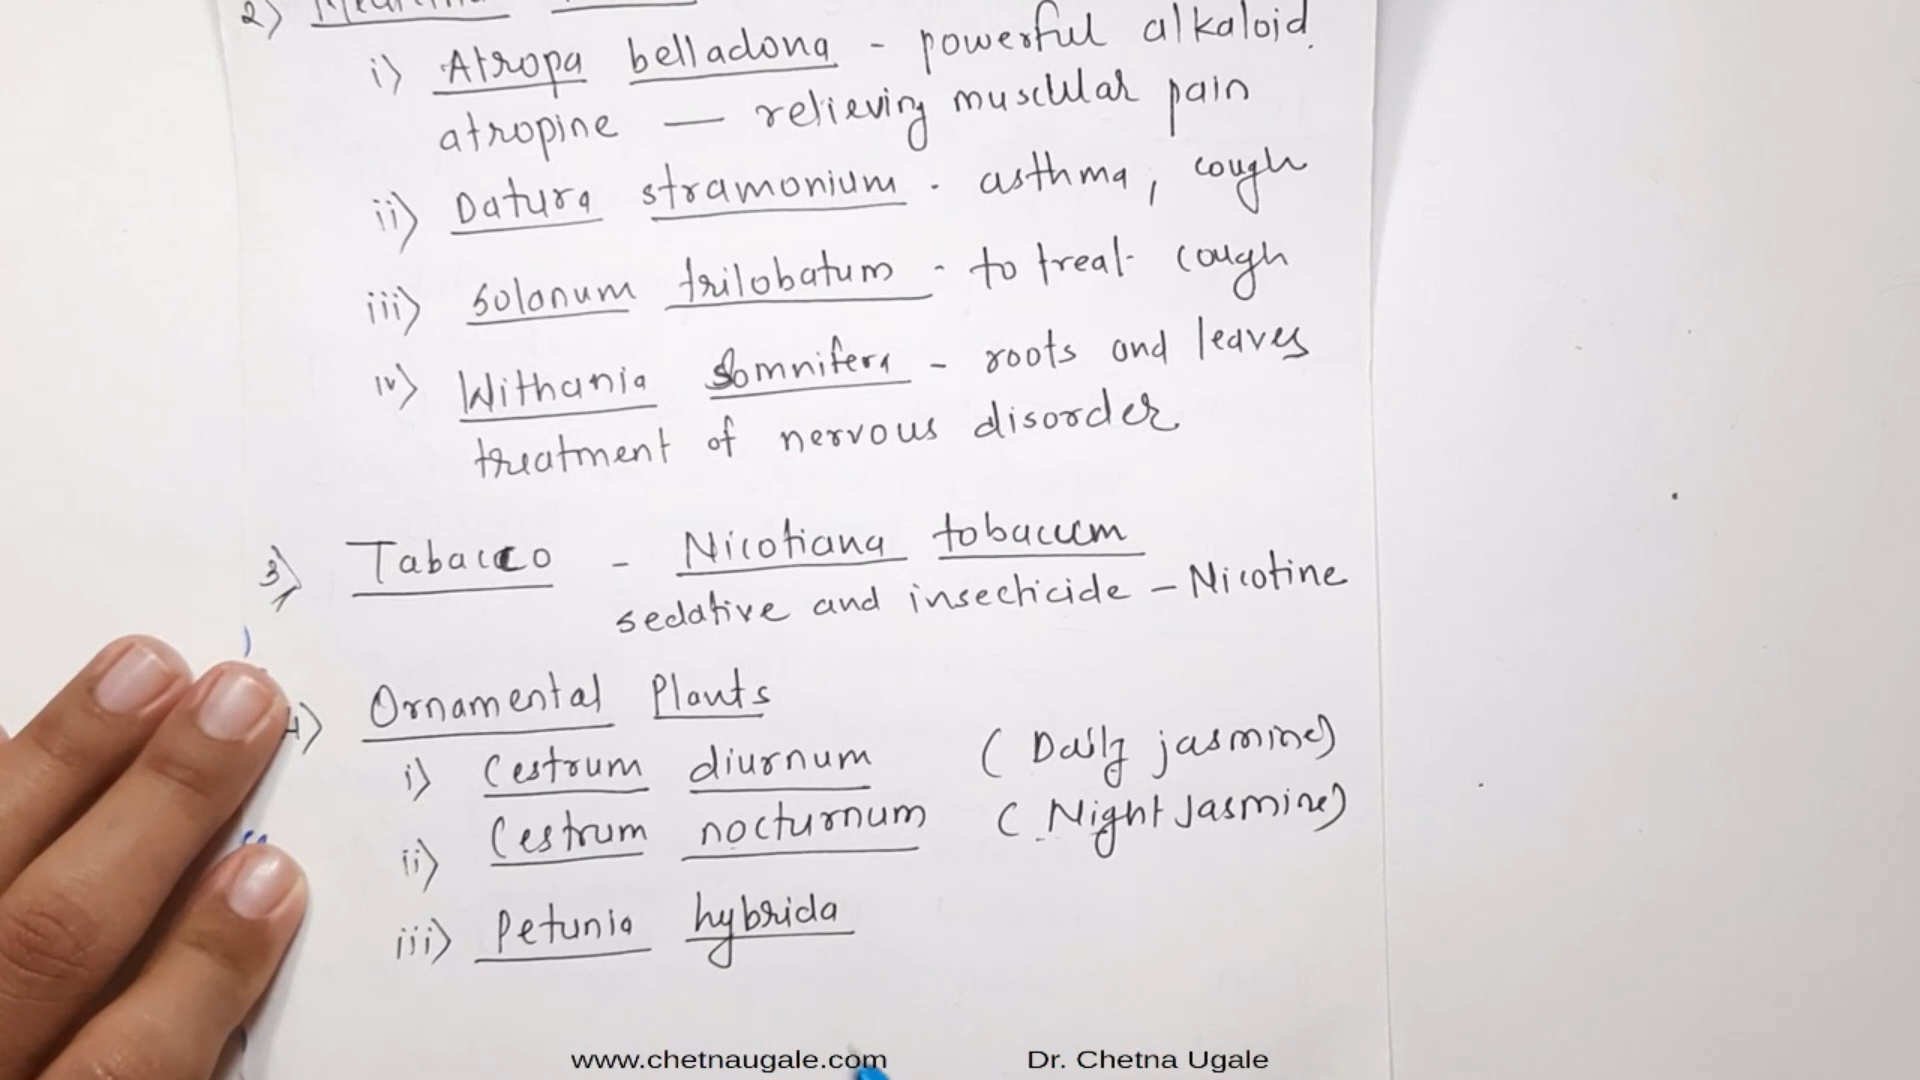 2)
i) Atropa belladona - powerful alkaloid
atropine — relieving muscular pain
ii) Datura stramonium - asthma, cough
iii) Solanum trilobatum - to treat cough
iv) Withania Somnifera - roots and leaves
treatment of nervous disorder
3) Tabacco - Nicotiana tobacum
sedative and insecticide - Nicotine
4) Ornamental Plants
i) Cestrum diurnum (Daily jasmine)
ii) Cestrum nocturnum (Night Jasmine)
iii) Petunia hybrida
www.chetnaugale.com Dr. Chetna Ugale